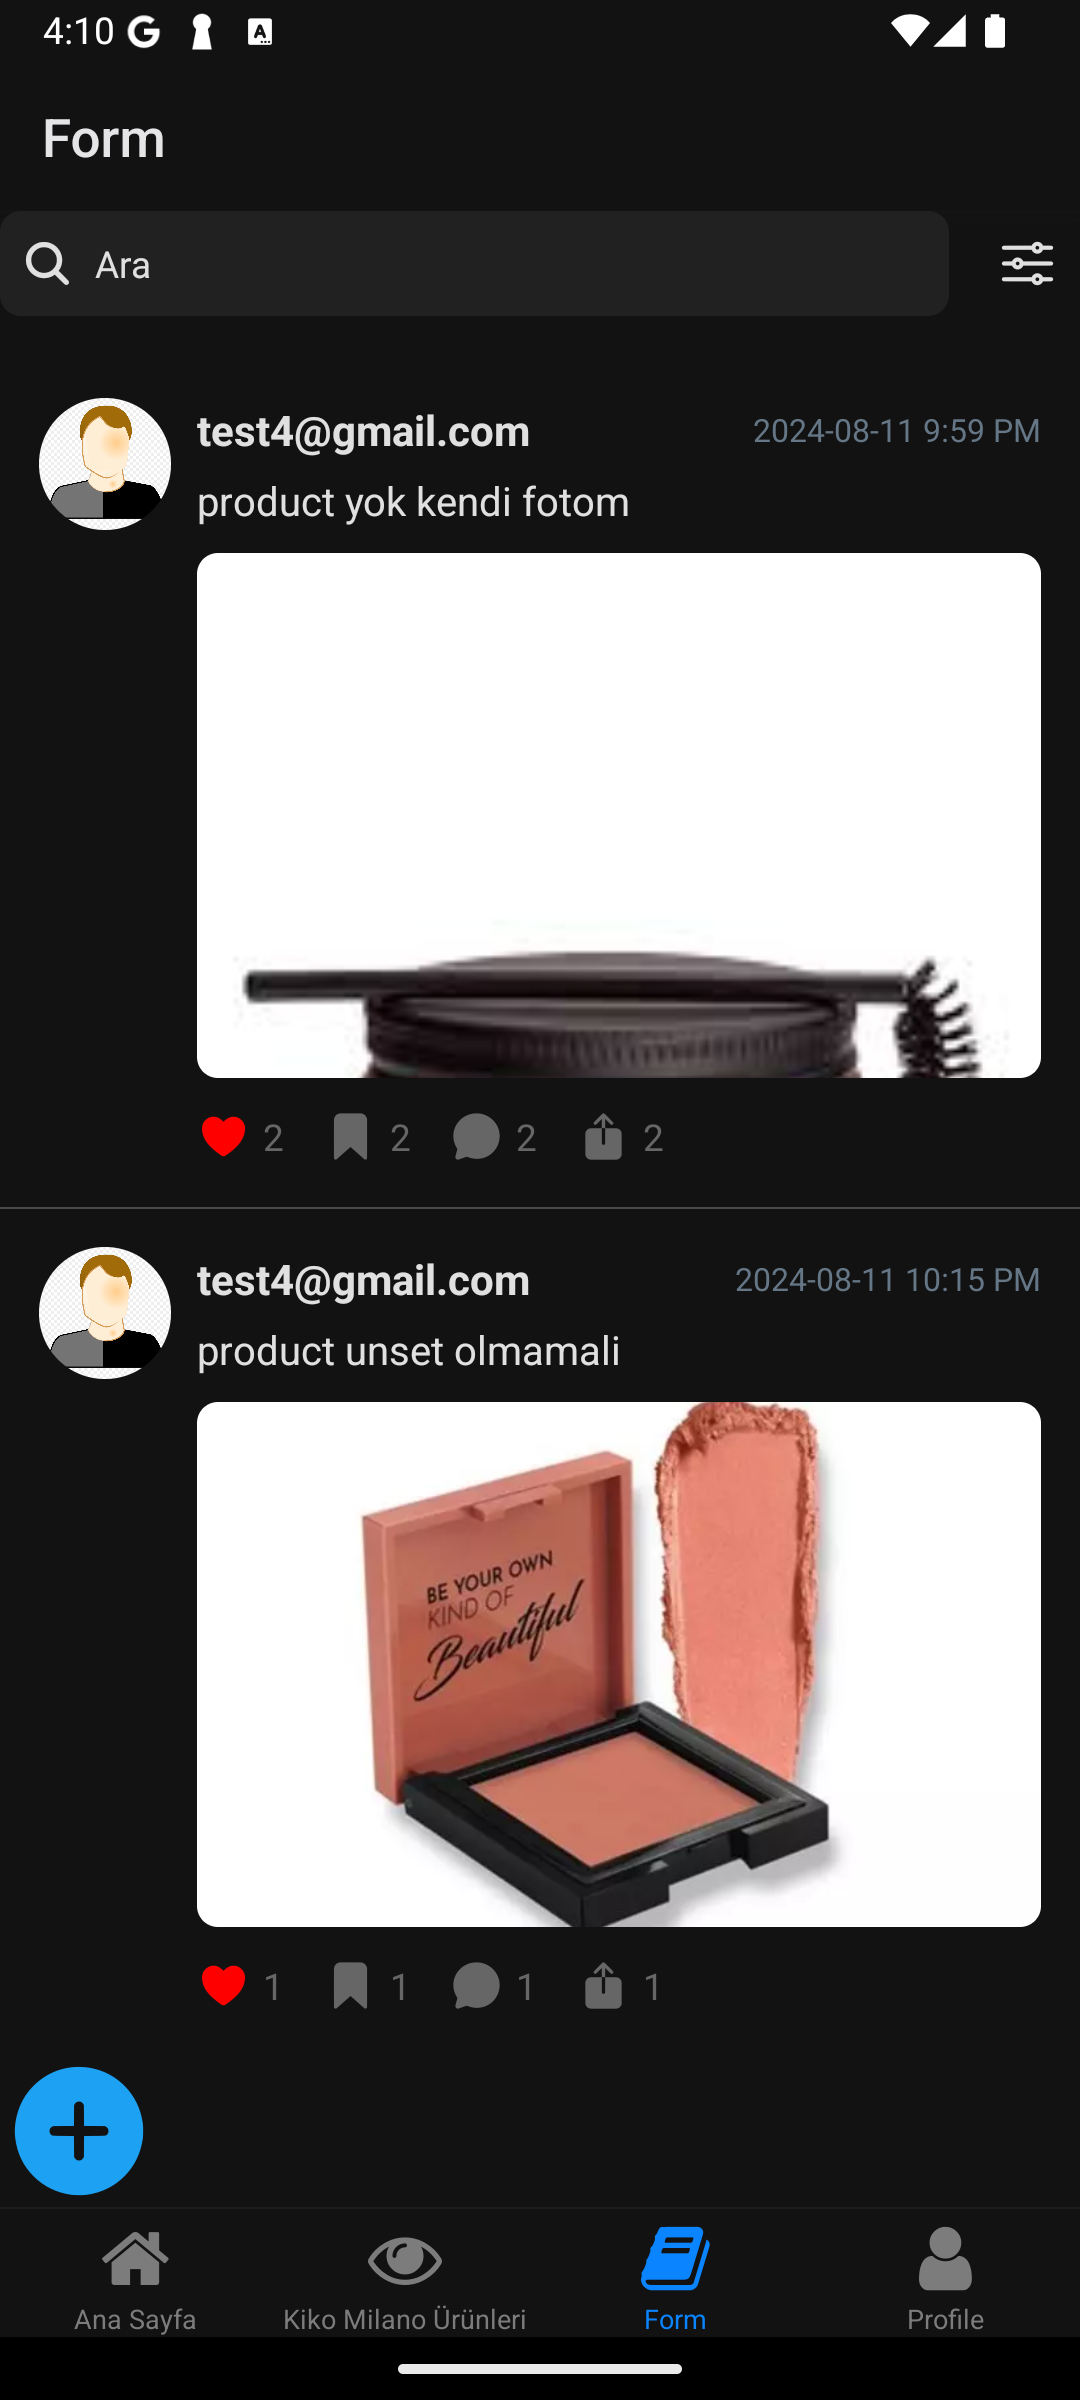 4:10
Form
Ara
test4@gmail.com 2024-08-11 9:59 PM
product yok kendi fotom
2 2 2 2
test4@gmail.com 2024-08-11 10:15 PM
product unset olmamali
BE YOUR OWN
KIND OF
Beautiful
1 1 1 1
Ana Sayfa Kiko Milano Ürünleri Form Profile